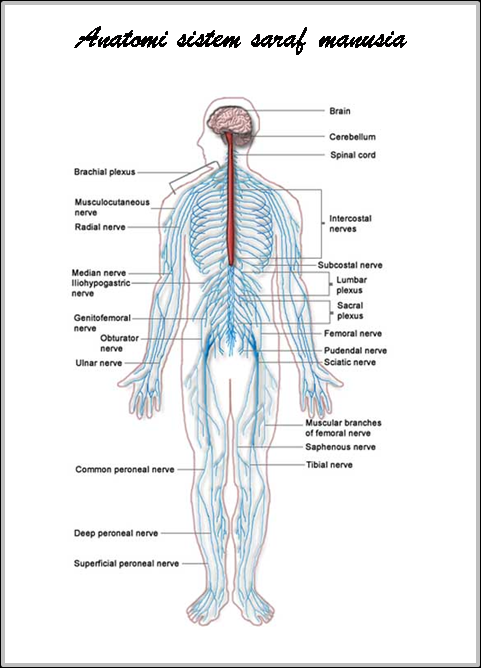 Anatomi sistem saraf manusia
Brain
Cerebellum
Spinal cord
Brachial plexus
Musculocutaneous
nerve
Radial nerve
Intercostal
nerves
Subcostal nerve
Median nerve
Iliohypogastric
nerve
Lumbar
plexus
Sacral
plexus
Genitofemoral
nerve
Femoral nerve
Obturator
nerve
Pudendal nerve
Ulnar nerve
Sciatic nerve
Muscular branches
of femoral nerve
Saphenous nerve
Common peroneal nerve
Tibial nerve
Deep peroneal nerve
Superficial peroneal nerve